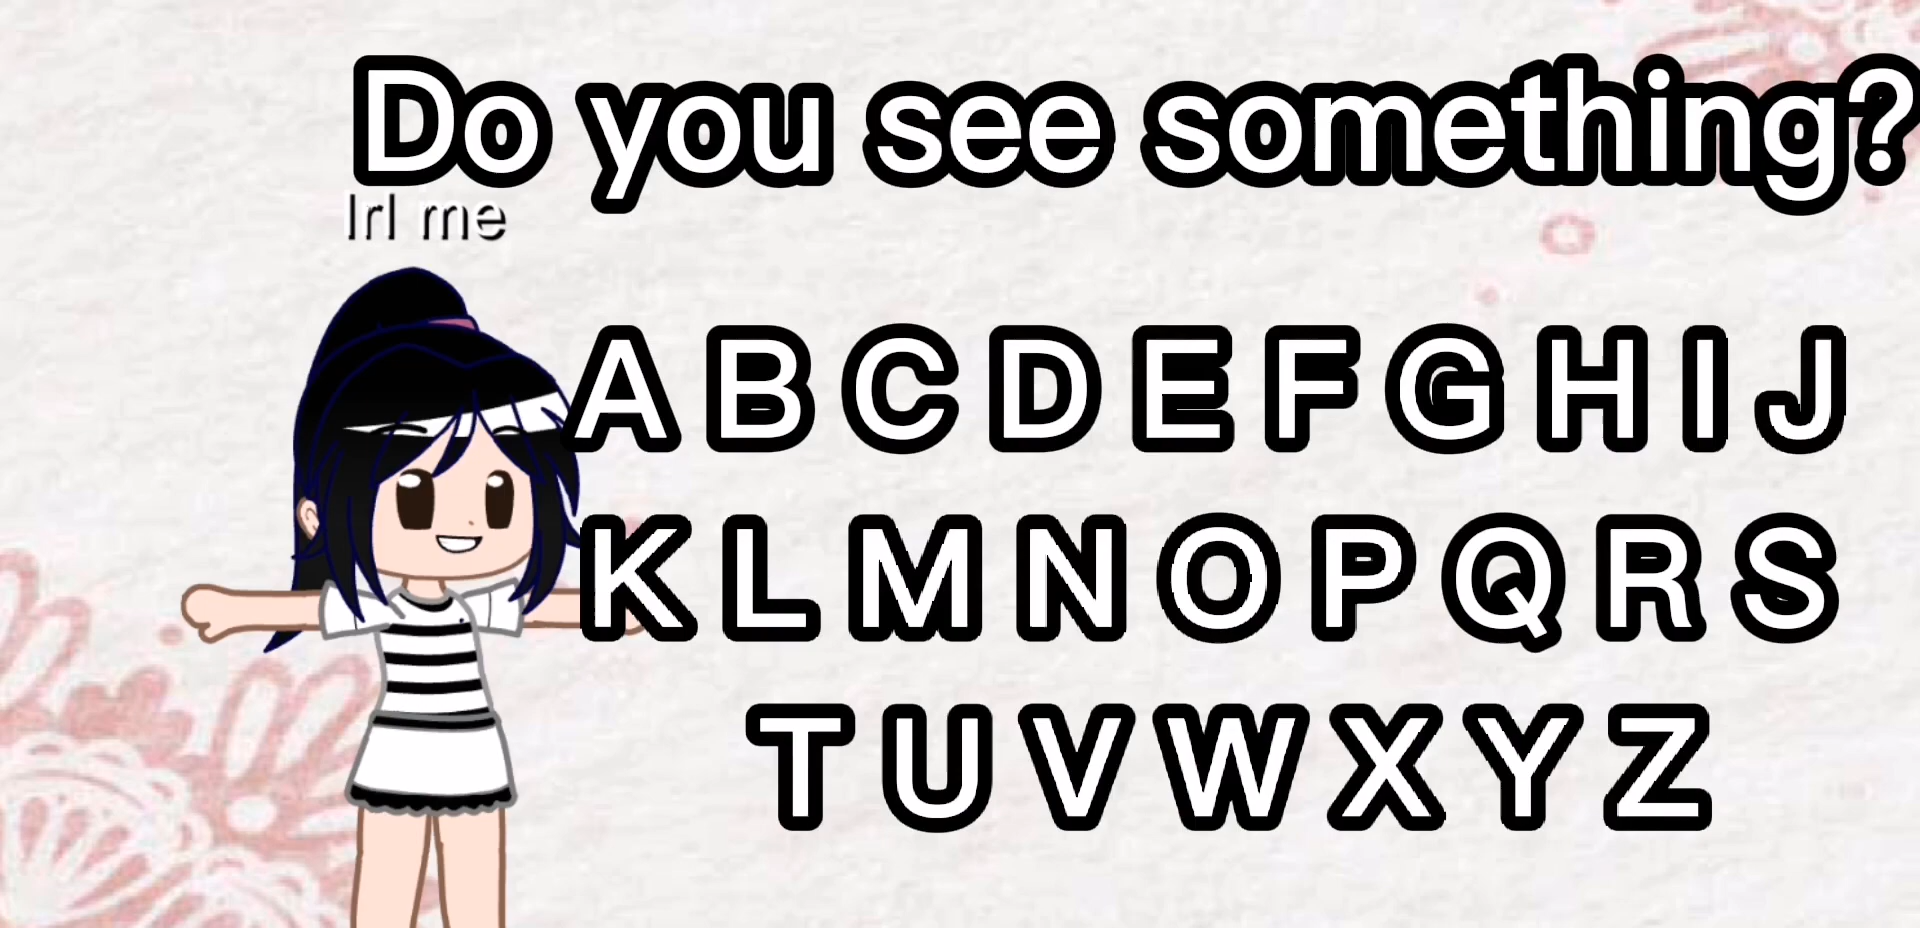 Do you see something?
Irl me
A B C D E F G H I J
K L M N O P Q R S
T U V W X Y Z